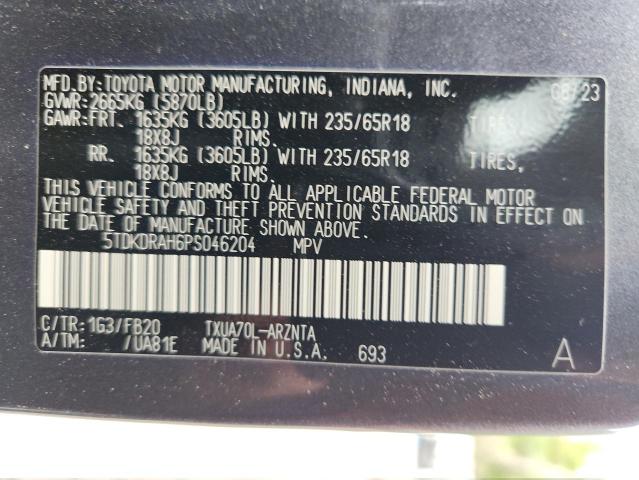 MFD.BY:TOYOTA MOTOR MANUFACTURING, INDIANA, INC. 08/23
GVWR:2665KG (5870LB)
GAWR:FRT. 1635KG (3605LB) WITH 235/65R18 TIRES,
18X8J RIMS.
RR. 1635KG (3605LB) WITH 235/65R18 TIRES,
18X8J RIMS.
THIS VEHICLE CONFORMS TO ALL APPLICABLE FEDERAL MOTOR
VEHICLE SAFETY AND THEFT PREVENTION STANDARDS IN EFFECT ON
THE DATE OF MANUFACTURE SHOWN ABOVE.
5TDKDRAH6PS046204 MPV
C/TR:1G3/FB20 TXUA70L-ARZNTA
A/TM: /UA81E MADE IN U.S.A. 693 A